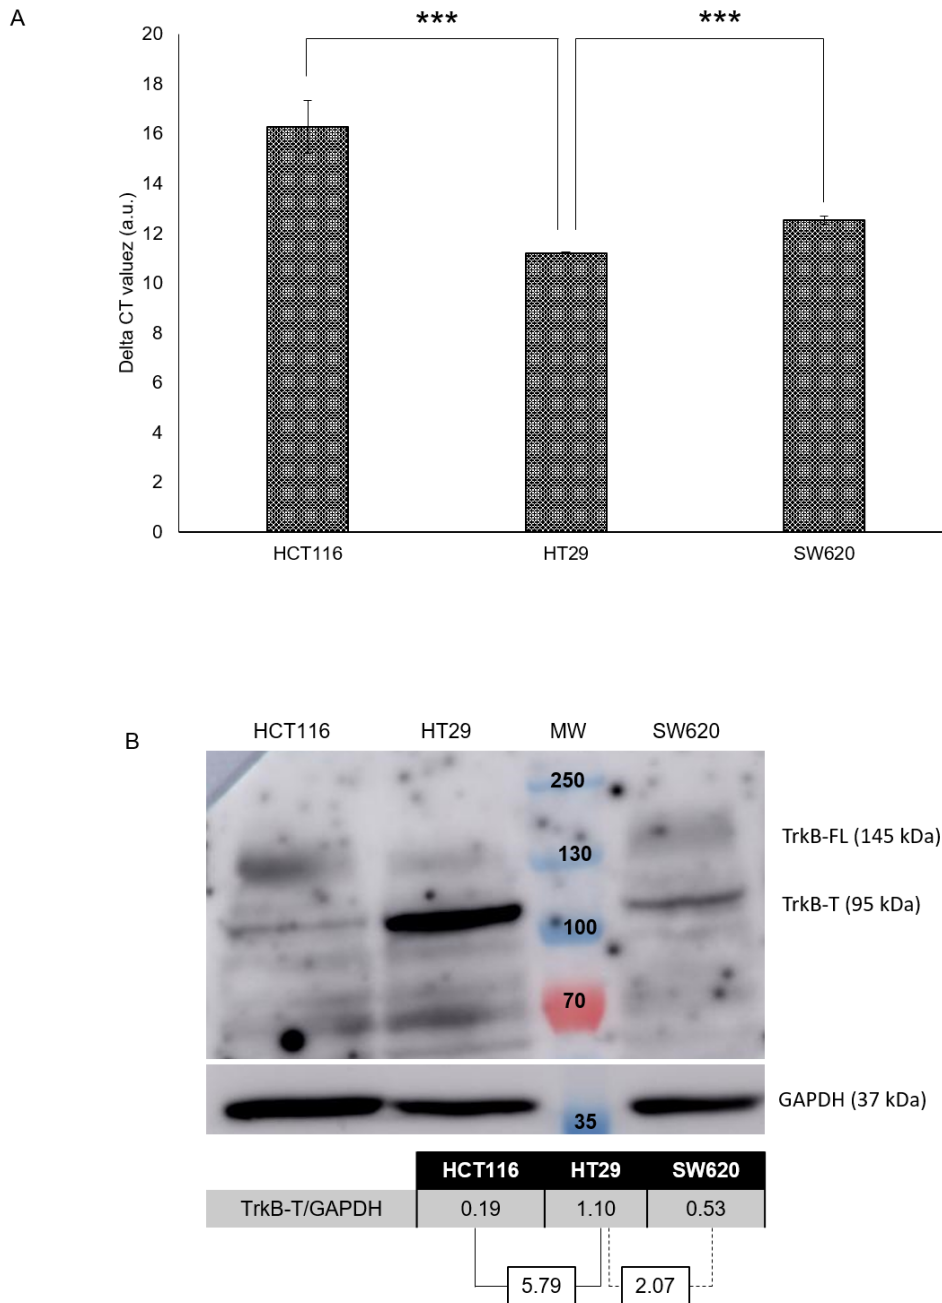 A
*** ***
20
18
16
14
12
10
8
6
4
2
0
Delta CT valuez (a.u.)
HCT116 HT29 SW620
B
HCT116 HT29 MW SW620
250
130
100
70
35
TrkB-FL (145 kDa)
TrkB-T (95 kDa)
GAPDH (37 kDa)
HCT116 HT29 SW620
TrkB-T/GAPDH 0.19 1.10 0.53
5.79 2.07